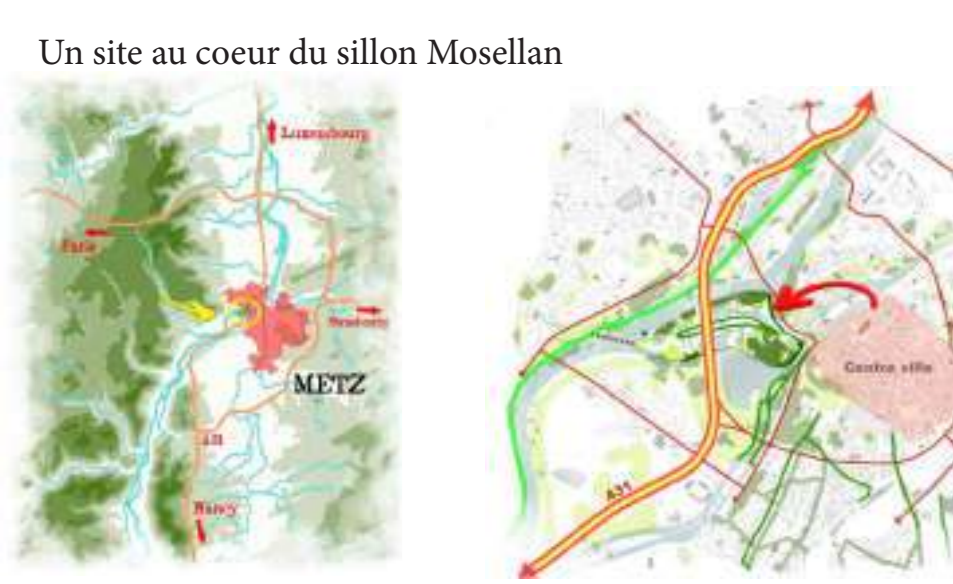 Un site au coeur du sillon Mosellan
Luxembourg
Paris
Strasbourg
METZ
A31
Nancy
Centre ville
A31